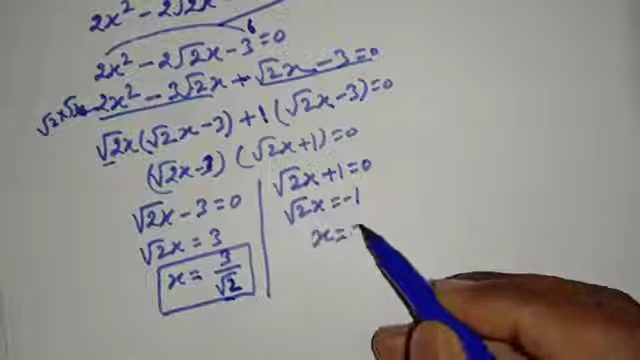 2x² - 2√2x
6
2x² - 2√2x - 3 = 0
√2×√2 2x² - 3√2x + √2x - 3 = 0
√2x(√2x - 3) + 1(√2x - 3) = 0
(√2x - 3) (√2x + 1) = 0
√2x - 3 = 0
√2x = 3
x = 3/√2
√2x + 1 = 0
√2x = -1
x = -